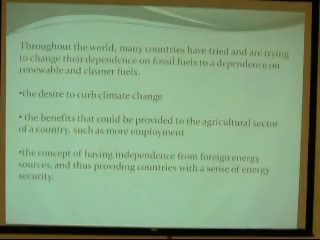 Throughout the world, many countries have tried and are trying
to change their dependence on fossil fuels to a dependence on
renewable and cleaner fuels.
•the desire to curb climate change
• the benefits that could be provided to the agricultural sector
of a country, such as more employment
•the concept of having independence from foreign energy
sources, and thus providing countries with a sense of energy
security.